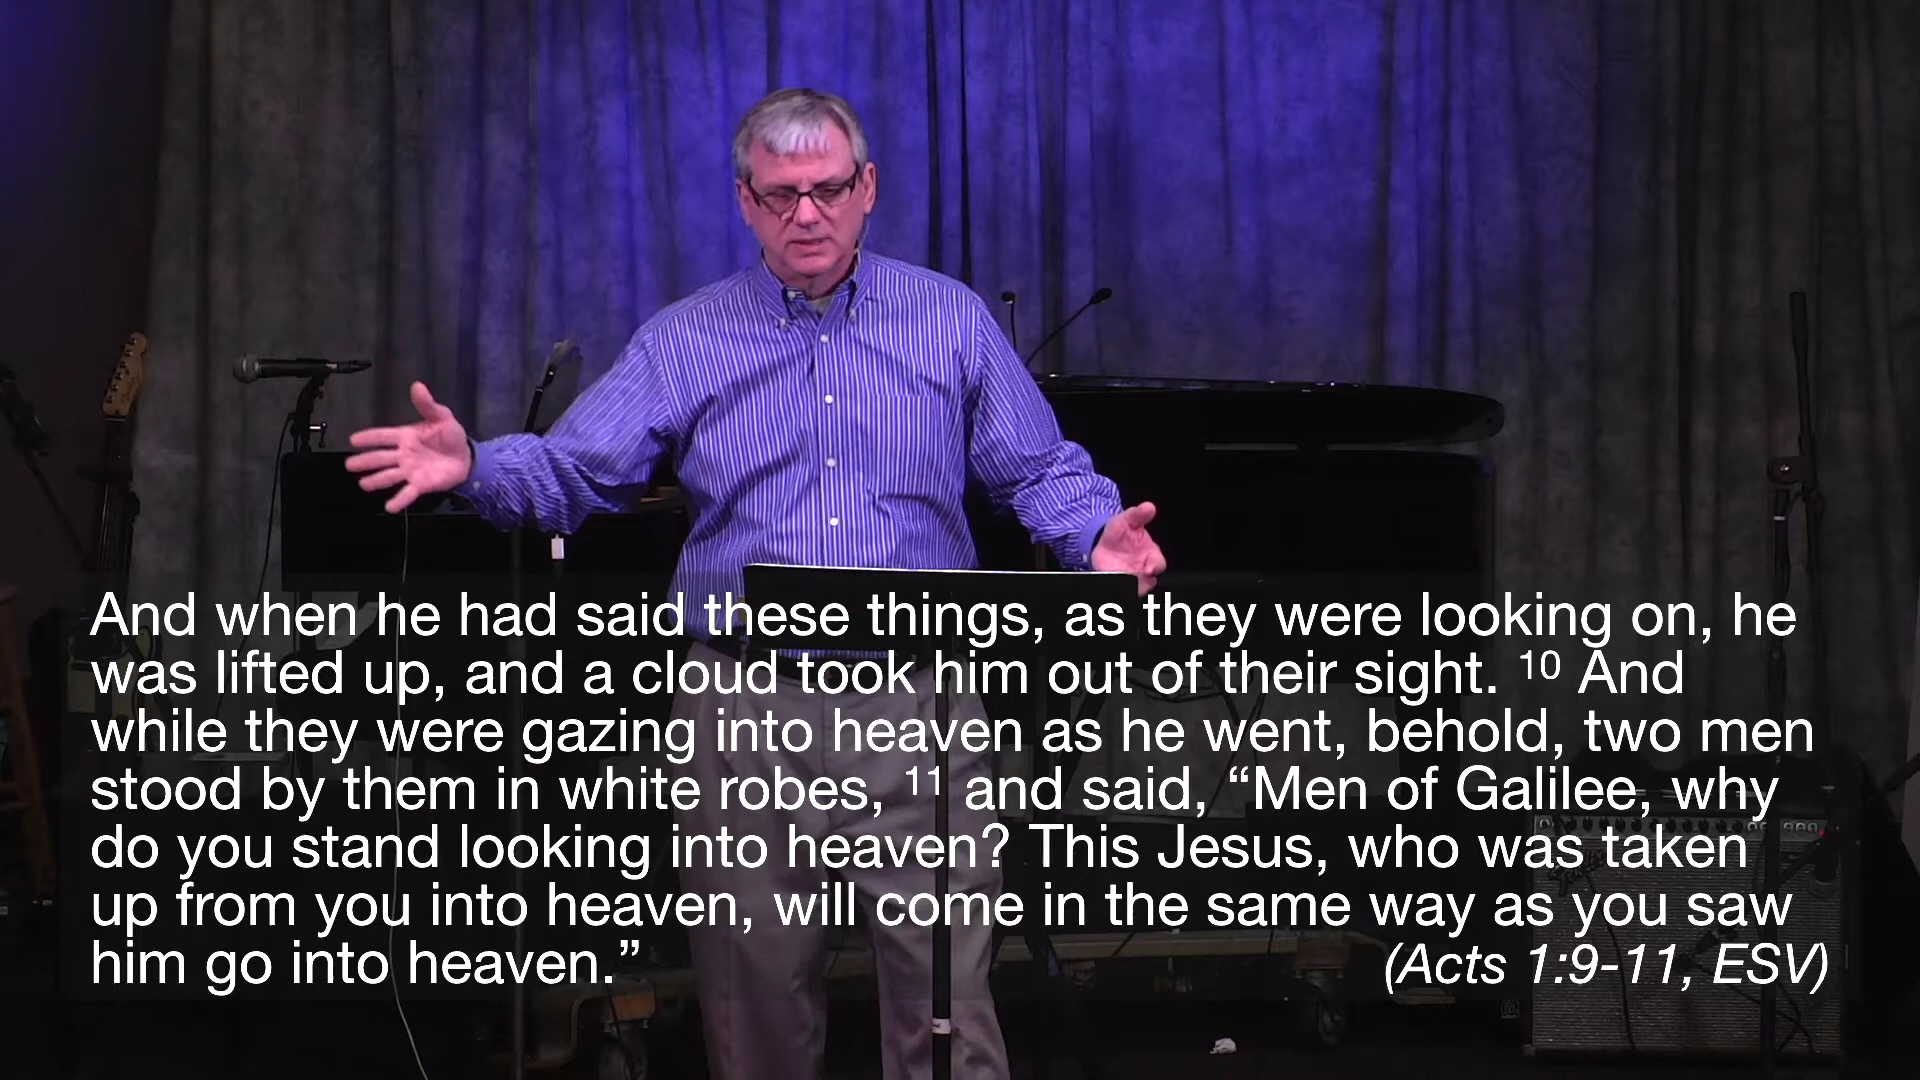 And when he had said these things, as they were looking on, he
was lifted up, and a cloud took him out of their sight. ¹⁰ And
while they were gazing into heaven as he went, behold, two men
stood by them in white robes, ¹¹ and said, “Men of Galilee, why
do you stand looking into heaven? This Jesus, who was taken
up from you into heaven, will come in the same way as you saw
him go into heaven.” (Acts 1:9-11, ESV)